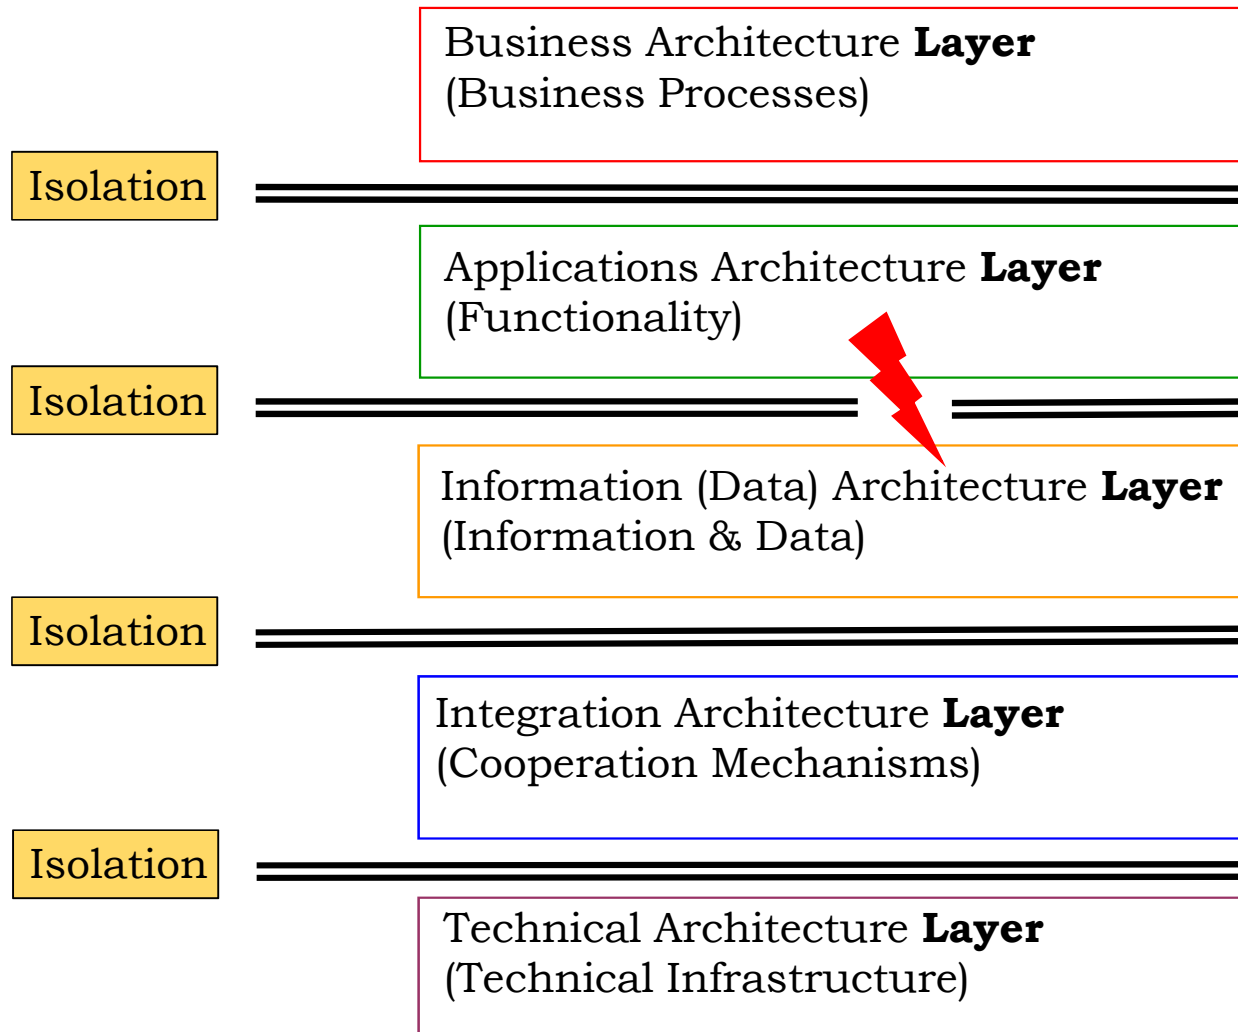 Business Architecture Layer
(Business Processes)
Isolation
Applications Architecture Layer
(Functionality)
Isolation
Information (Data) Architecture Layer
(Information & Data)
Isolation
Integration Architecture Layer
(Cooperation Mechanisms)
Isolation
Technical Architecture Layer
(Technical Infrastructure)